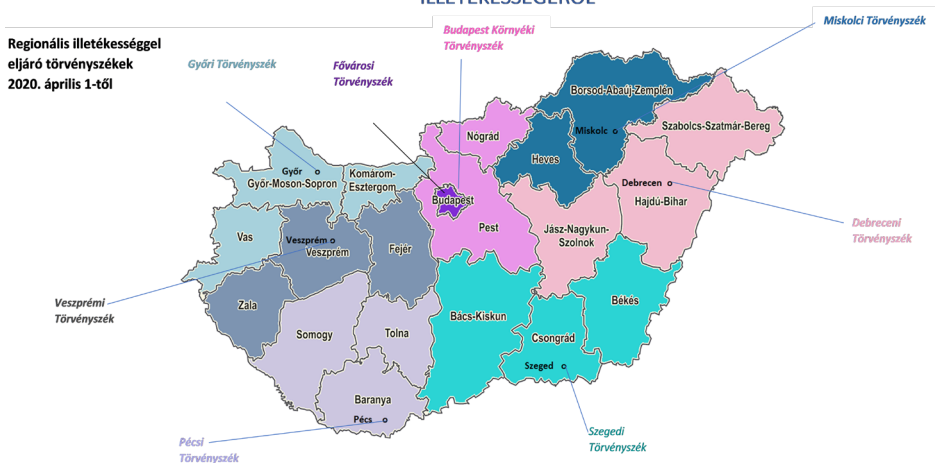 ILLETÉKESSÉGÉRŐL
Miskolci Törvényszék
Budapest Környéki
Törvényszék
Regionális illetékességgel
eljáró törvényszékek
2020. április 1-től
Győri Törvényszék
Fővárosi
Törvényszék
Borsod-Abaúj-Zemplén
Szabolcs-Szatmár-Bereg
Miskolc
Nógrád
Heves
Győr
Győr-Moson-Sopron
Komárom-
Esztergom
Debrecen
Hajdú-Bihar
Budapest
Pest
Jász-Nagykun-
Szolnok
Debreceni
Törvényszék
Vas
Veszprém
Veszprém
Fejér
Zala
Veszprémi
Törvényszék
Somogy
Tolna
Bács-Kiskun
Békés
Csongrád
Szeged
Baranya
Pécs
Pécsi
Törvényszék
Szegedi
Törvényszék